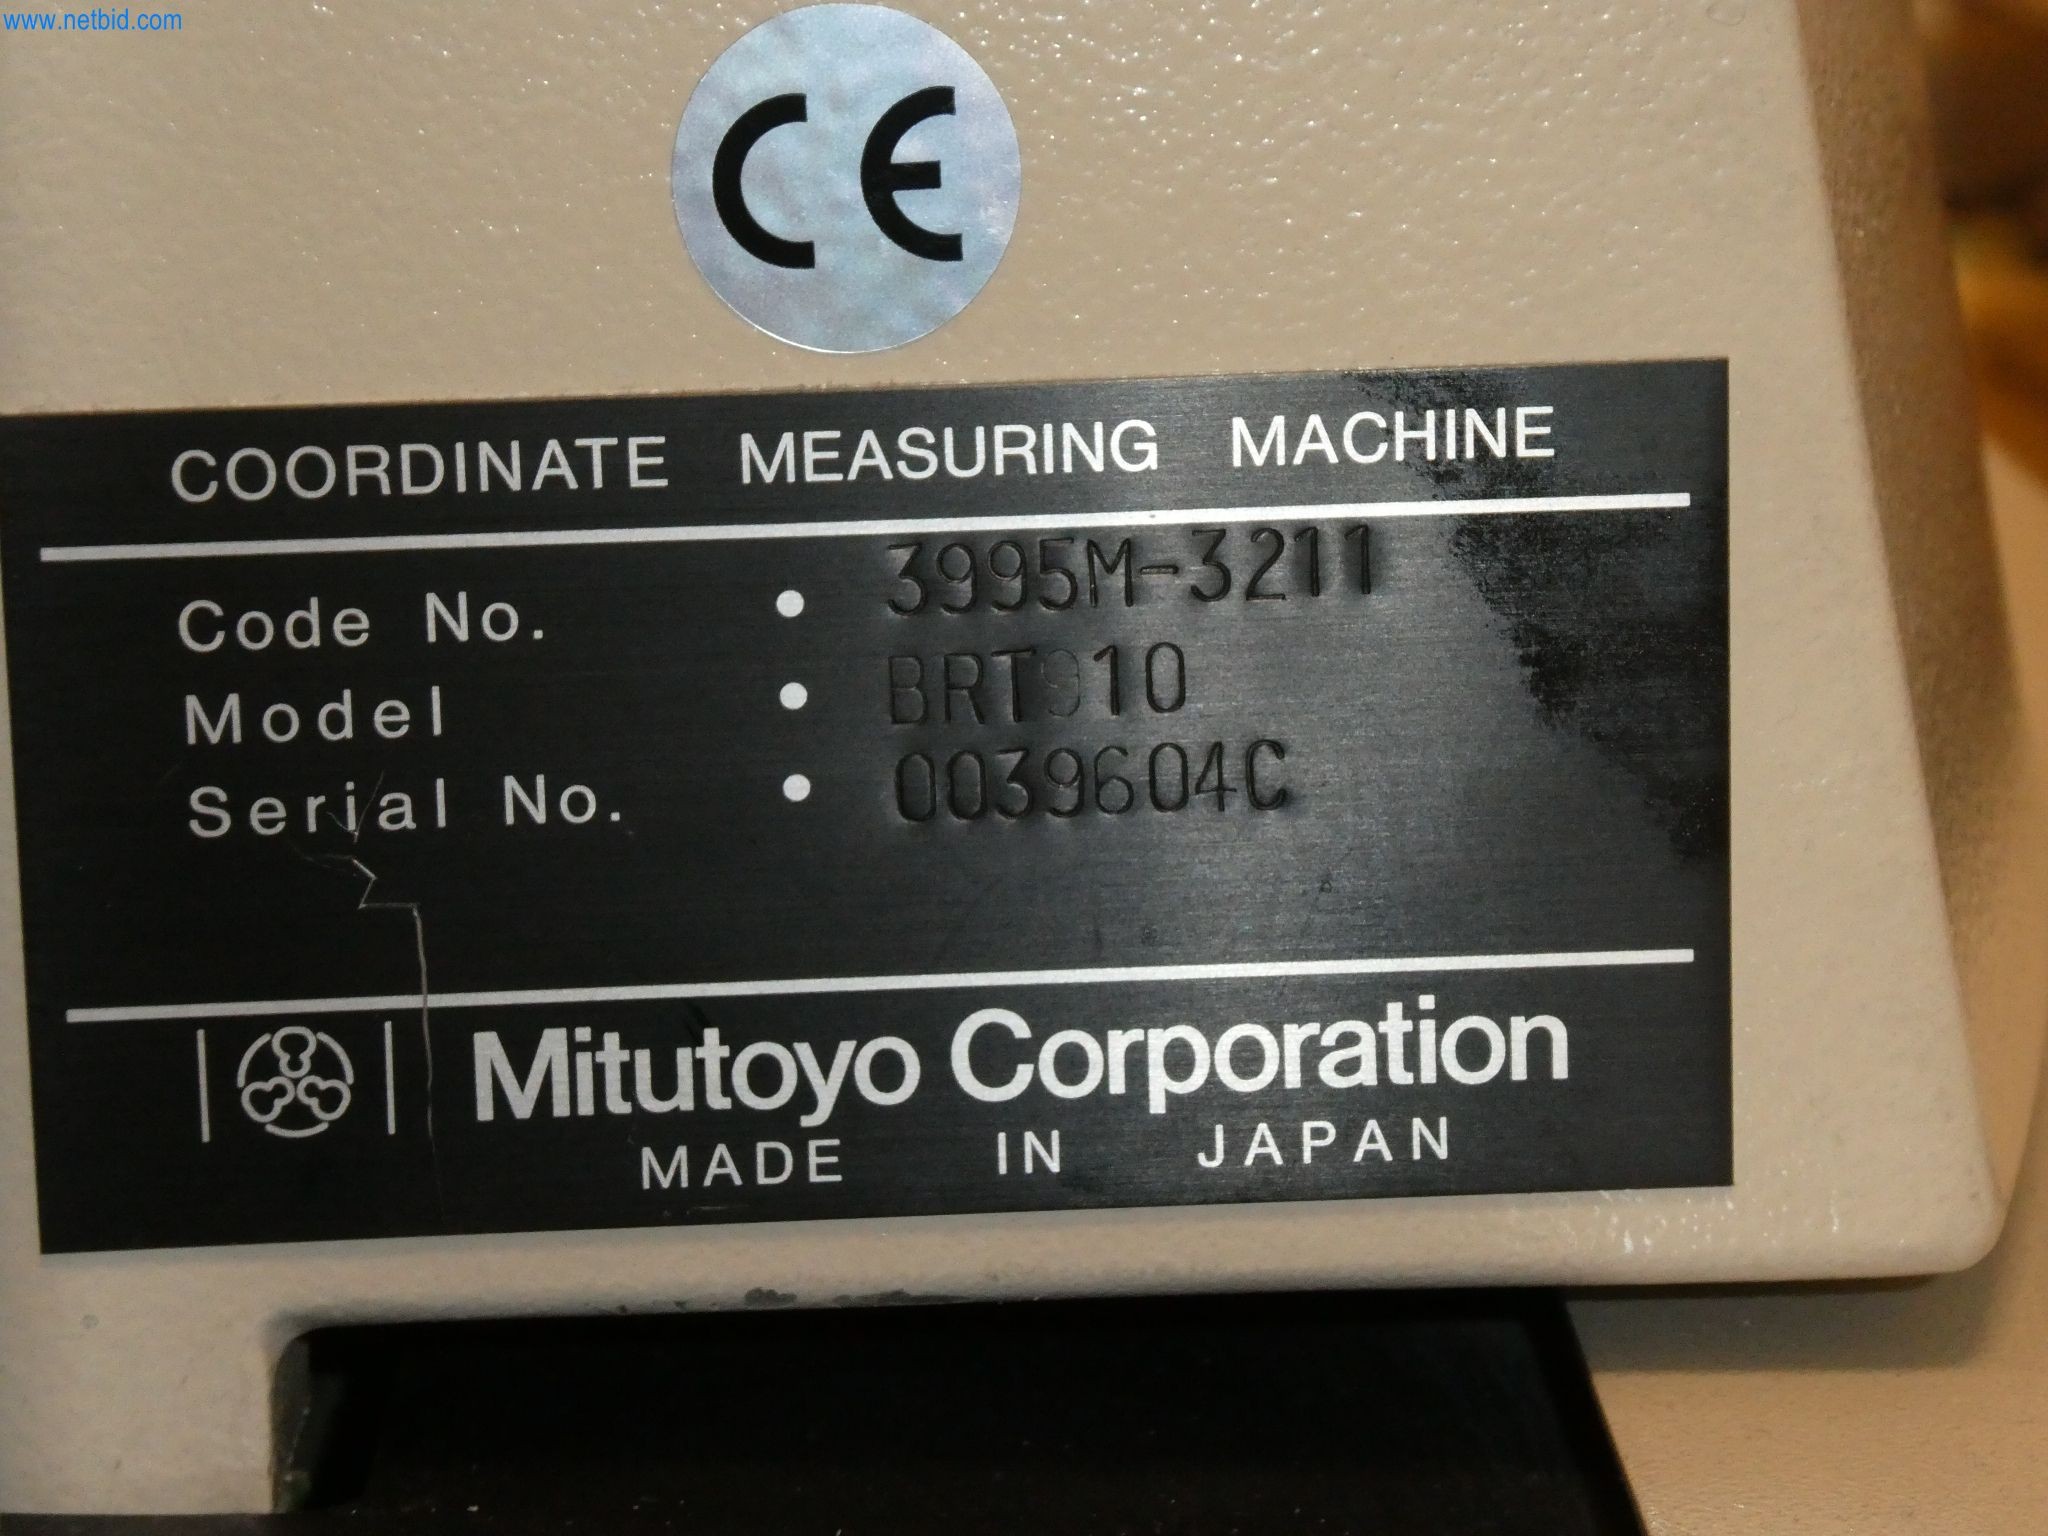 www.netbid.com
CE
COORDINATE MEASURING MACHINE
Code No. • 3995M-3211
Model • BRT910
Serial No. • 0039604C
Mitutoyo Corporation
MADE IN JAPAN